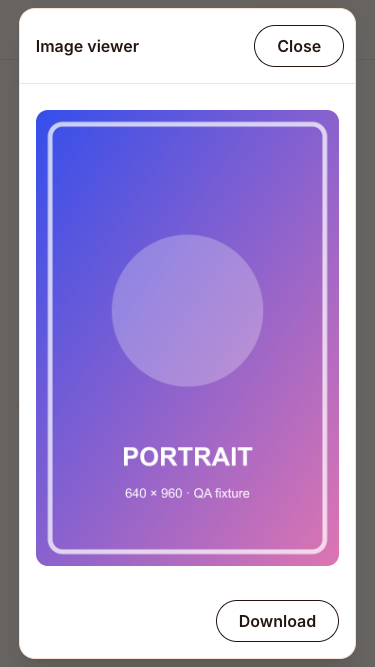 Image viewer
Close
PORTRAIT
640 × 960 · QA fixture
Download